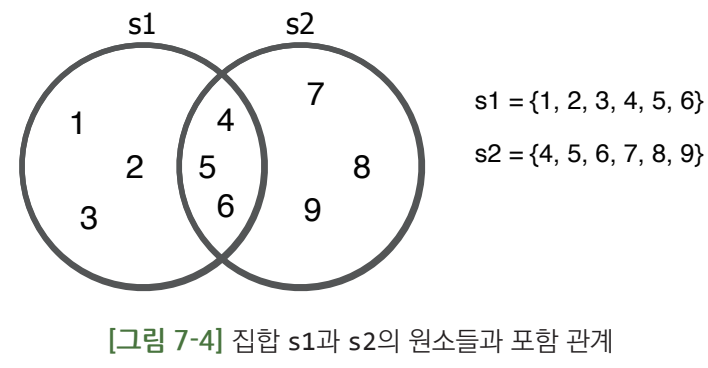 s1 s2
1 2 3 4 5 6 7 8 9
s1 = {1, 2, 3, 4, 5, 6}
s2 = {4, 5, 6, 7, 8, 9}
[그림 7-4] 집합 s1과 s2의 원소들과 포함 관계